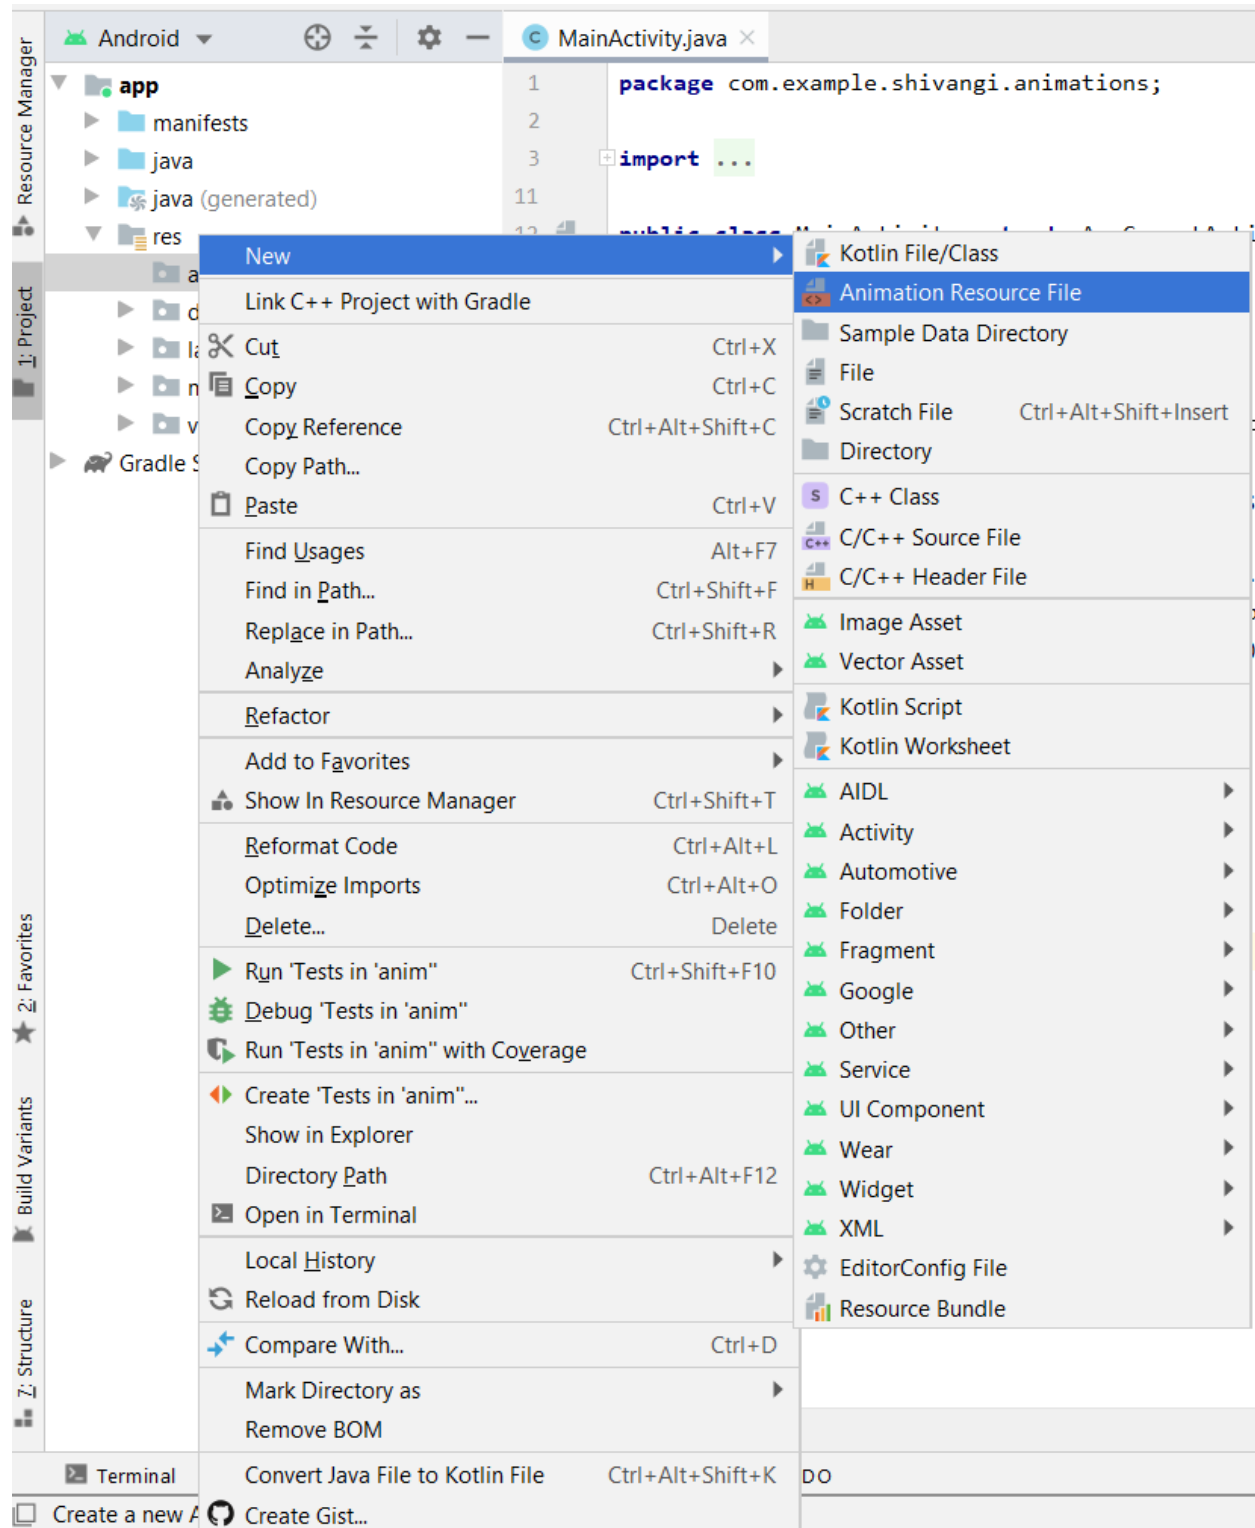 Android
MainActivity.java
app
manifests
java
java (generated)
res
Gradle
1
2
3
11
12
package com.example.shivangi.animations;
import ...
public class
Resource Manager
1: Project
2: Favorites
Build Variants
7: Structure
New
Link C++ Project with Gradle
Cut Ctrl+X
Copy Ctrl+C
Copy Reference Ctrl+Alt+Shift+C
Copy Path...
Paste Ctrl+V
Find Usages Alt+F7
Find in Path... Ctrl+Shift+F
Replace in Path... Ctrl+Shift+R
Analyze
Refactor
Add to Favorites
Show In Resource Manager Ctrl+Shift+T
Reformat Code Ctrl+Alt+L
Optimize Imports Ctrl+Alt+O
Delete... Delete
Run 'Tests in 'anim'' Ctrl+Shift+F10
Debug 'Tests in 'anim''
Run 'Tests in 'anim'' with Coverage
Create 'Tests in 'anim''...
Show in Explorer
Directory Path Ctrl+Alt+F12
Open in Terminal
Local History
Reload from Disk
Compare With... Ctrl+D
Mark Directory as
Remove BOM
Convert Java File to Kotlin File Ctrl+Alt+Shift+K
Create Gist...
Kotlin File/Class
Animation Resource File
Sample Data Directory
File
Scratch File Ctrl+Alt+Shift+Insert
Directory
C++ Class
C/C++ Source File
C/C++ Header File
Image Asset
Vector Asset
Kotlin Script
Kotlin Worksheet
AIDL
Activity
Automotive
Folder
Fragment
Google
Other
Service
UI Component
Wear
Widget
XML
EditorConfig File
Resource Bundle
Terminal
DO
Create a new